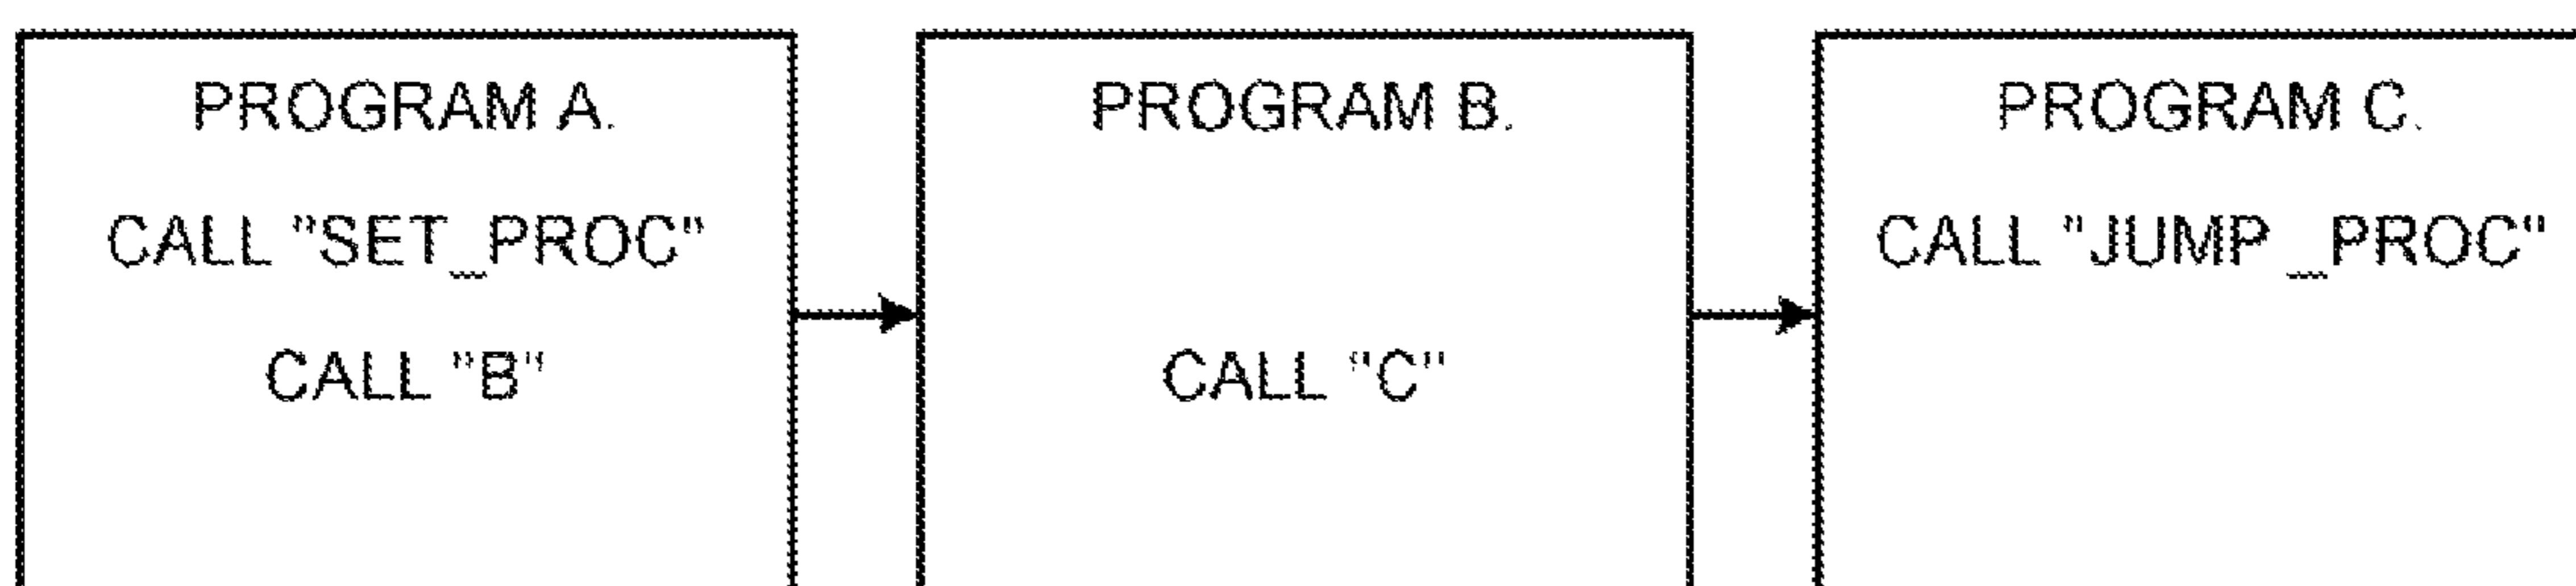 PROGRAM A.
CALL "SET_PROC"
CALL "B"
PROGRAM B.
CALL "C"
PROGRAM C.
CALL "JUMP _PROC"